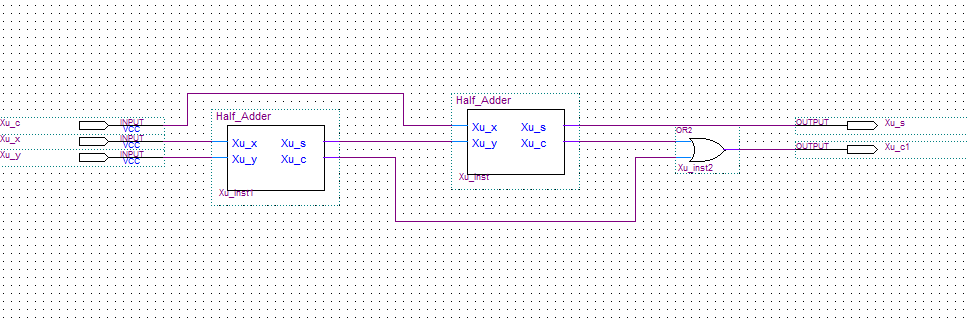 Xu_c
INPUT
VCC
Xu_x
INPUT
VCC
Xu_y
INPUT
VCC
Half_Adder
Xu_x
Xu_s
Xu_y
Xu_c
Xu_inst1
Half_Adder
Xu_x
Xu_s
Xu_y
Xu_c
Xu_inst
OR2
Xu_inst2
OUTPUT
Xu_s
OUTPUT
Xu_c1